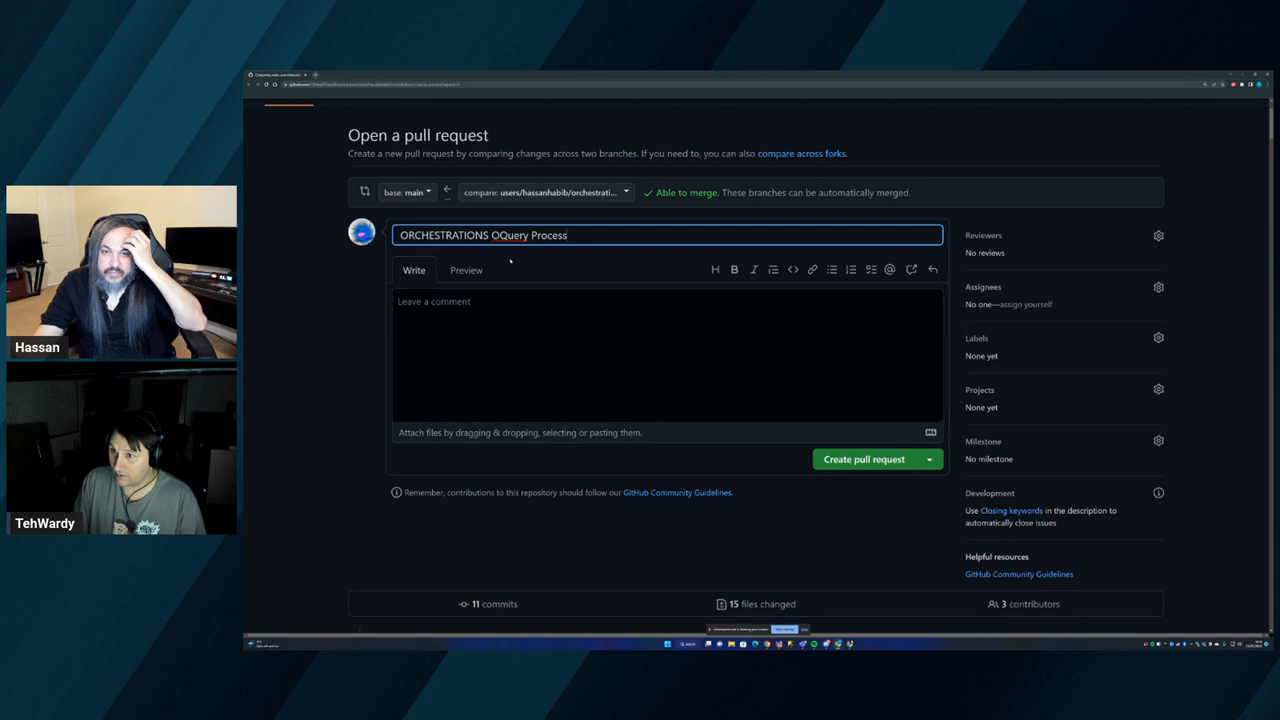 Open a pull request
Create a new pull request by comparing changes across two branches. If you need to, you can also compare across forks.
base: main
compare: users/hassanhabib/orchestrati...
Able to merge. These branches can be automatically merged.
ORCHESTRATIONS OQuery Process
Write
Preview
Leave a comment
Attach files by dragging & dropping, selecting or pasting them.
Create pull request
Remember, contributions to this repository should follow our GitHub Community Guidelines.
Reviewers
No reviews
Assignees
No one—assign yourself
Labels
None yet
Projects
None yet
Milestone
No milestone
Development
Use Closing keywords in the description to
automatically close issues
Helpful resources
GitHub Community Guidelines
11 commits
15 files changed
3 contributors
Hassan
TehWardy